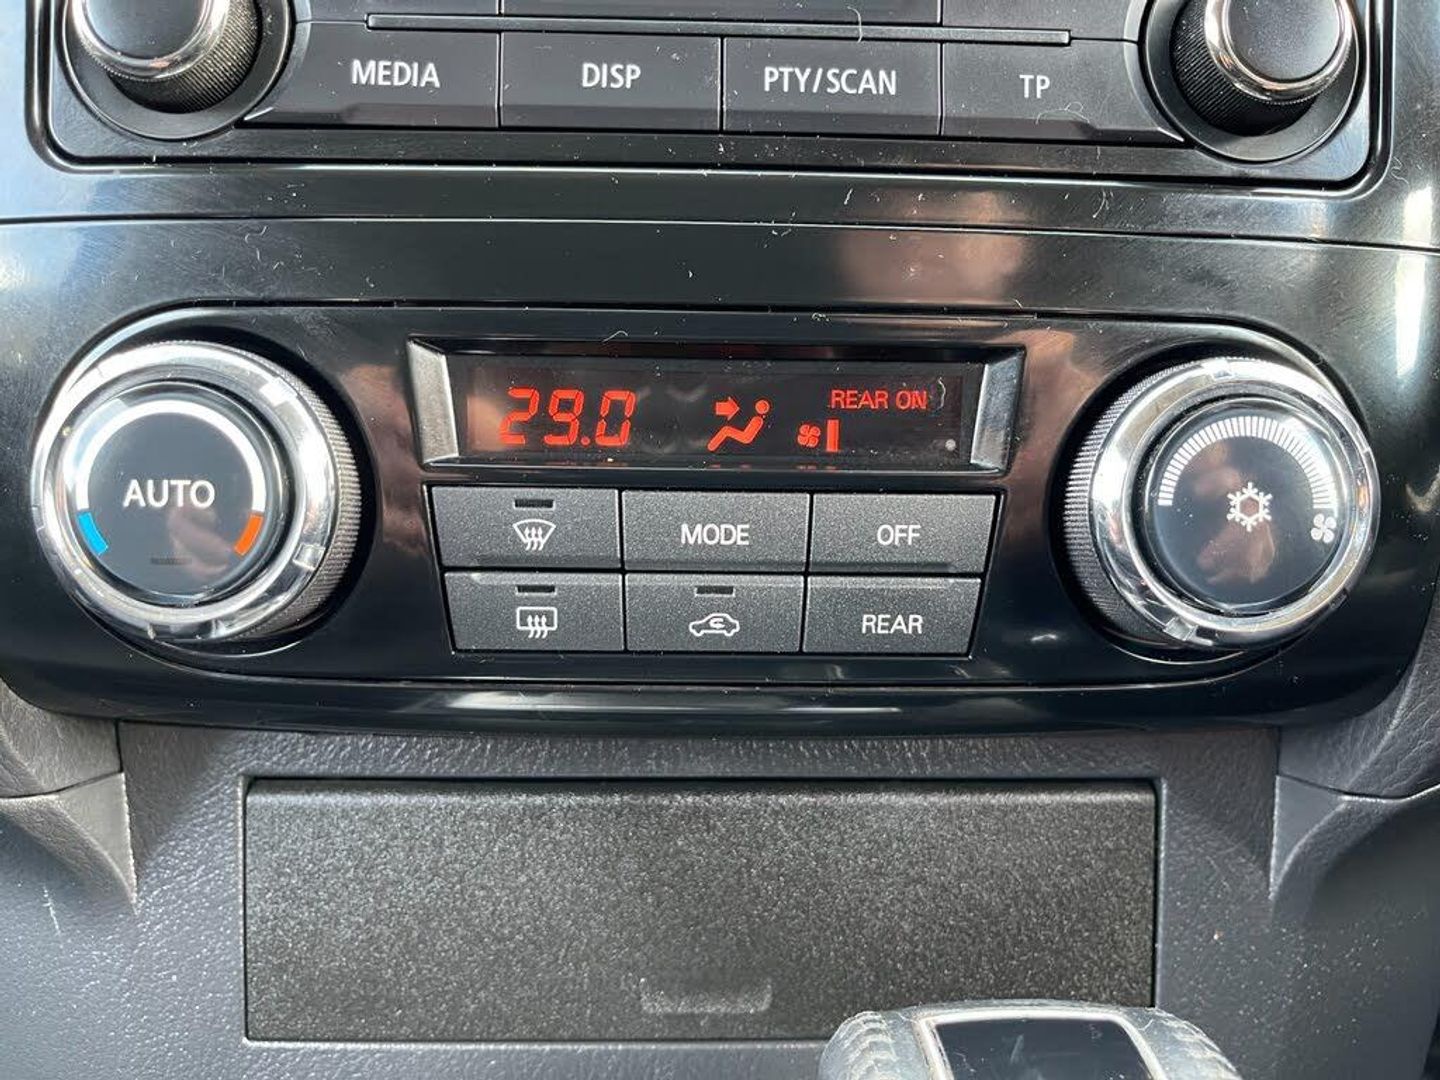 MEDIA DISP PTY/SCAN TP
29.0 REAR ON
AUTO
MODE OFF
REAR